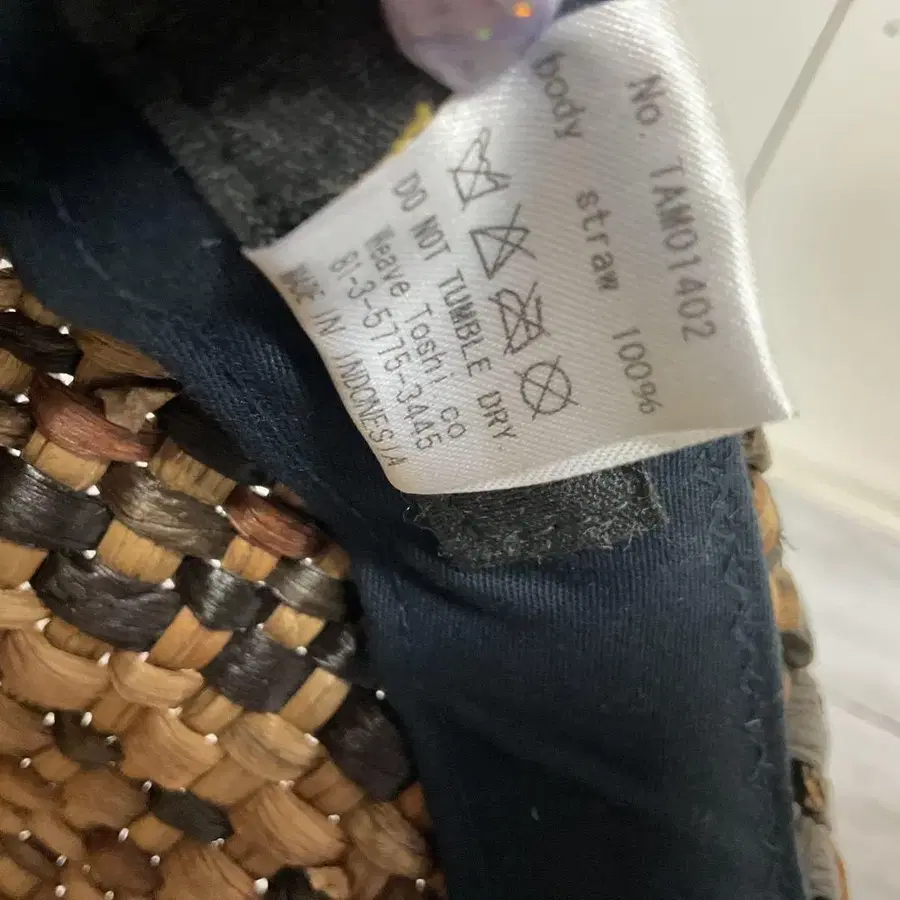 No. TAM01402
body straw 100%
DO NOT TUMBLE DRY
Weave Toshi co
81-3-5775-3445
MADE IN INDONESIA